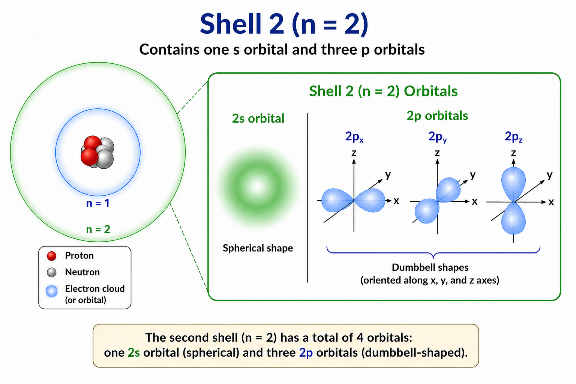 Shell 2 (n = 2)
Contains one s orbital and three p orbitals
n = 1
n = 2
Proton
Neutron
Electron cloud
(or orbital)
Shell 2 (n = 2) Orbitals
2s orbital
Spherical shape
2p orbitals
2pₓ
z
y
x
2pᵧ
z
y
x
2p_z
z
y
x
Dumbbell shapes
(oriented along x, y, and z axes)
The second shell (n = 2) has a total of 4 orbitals:
one 2s orbital (spherical) and three 2p orbitals (dumbbell-shaped).